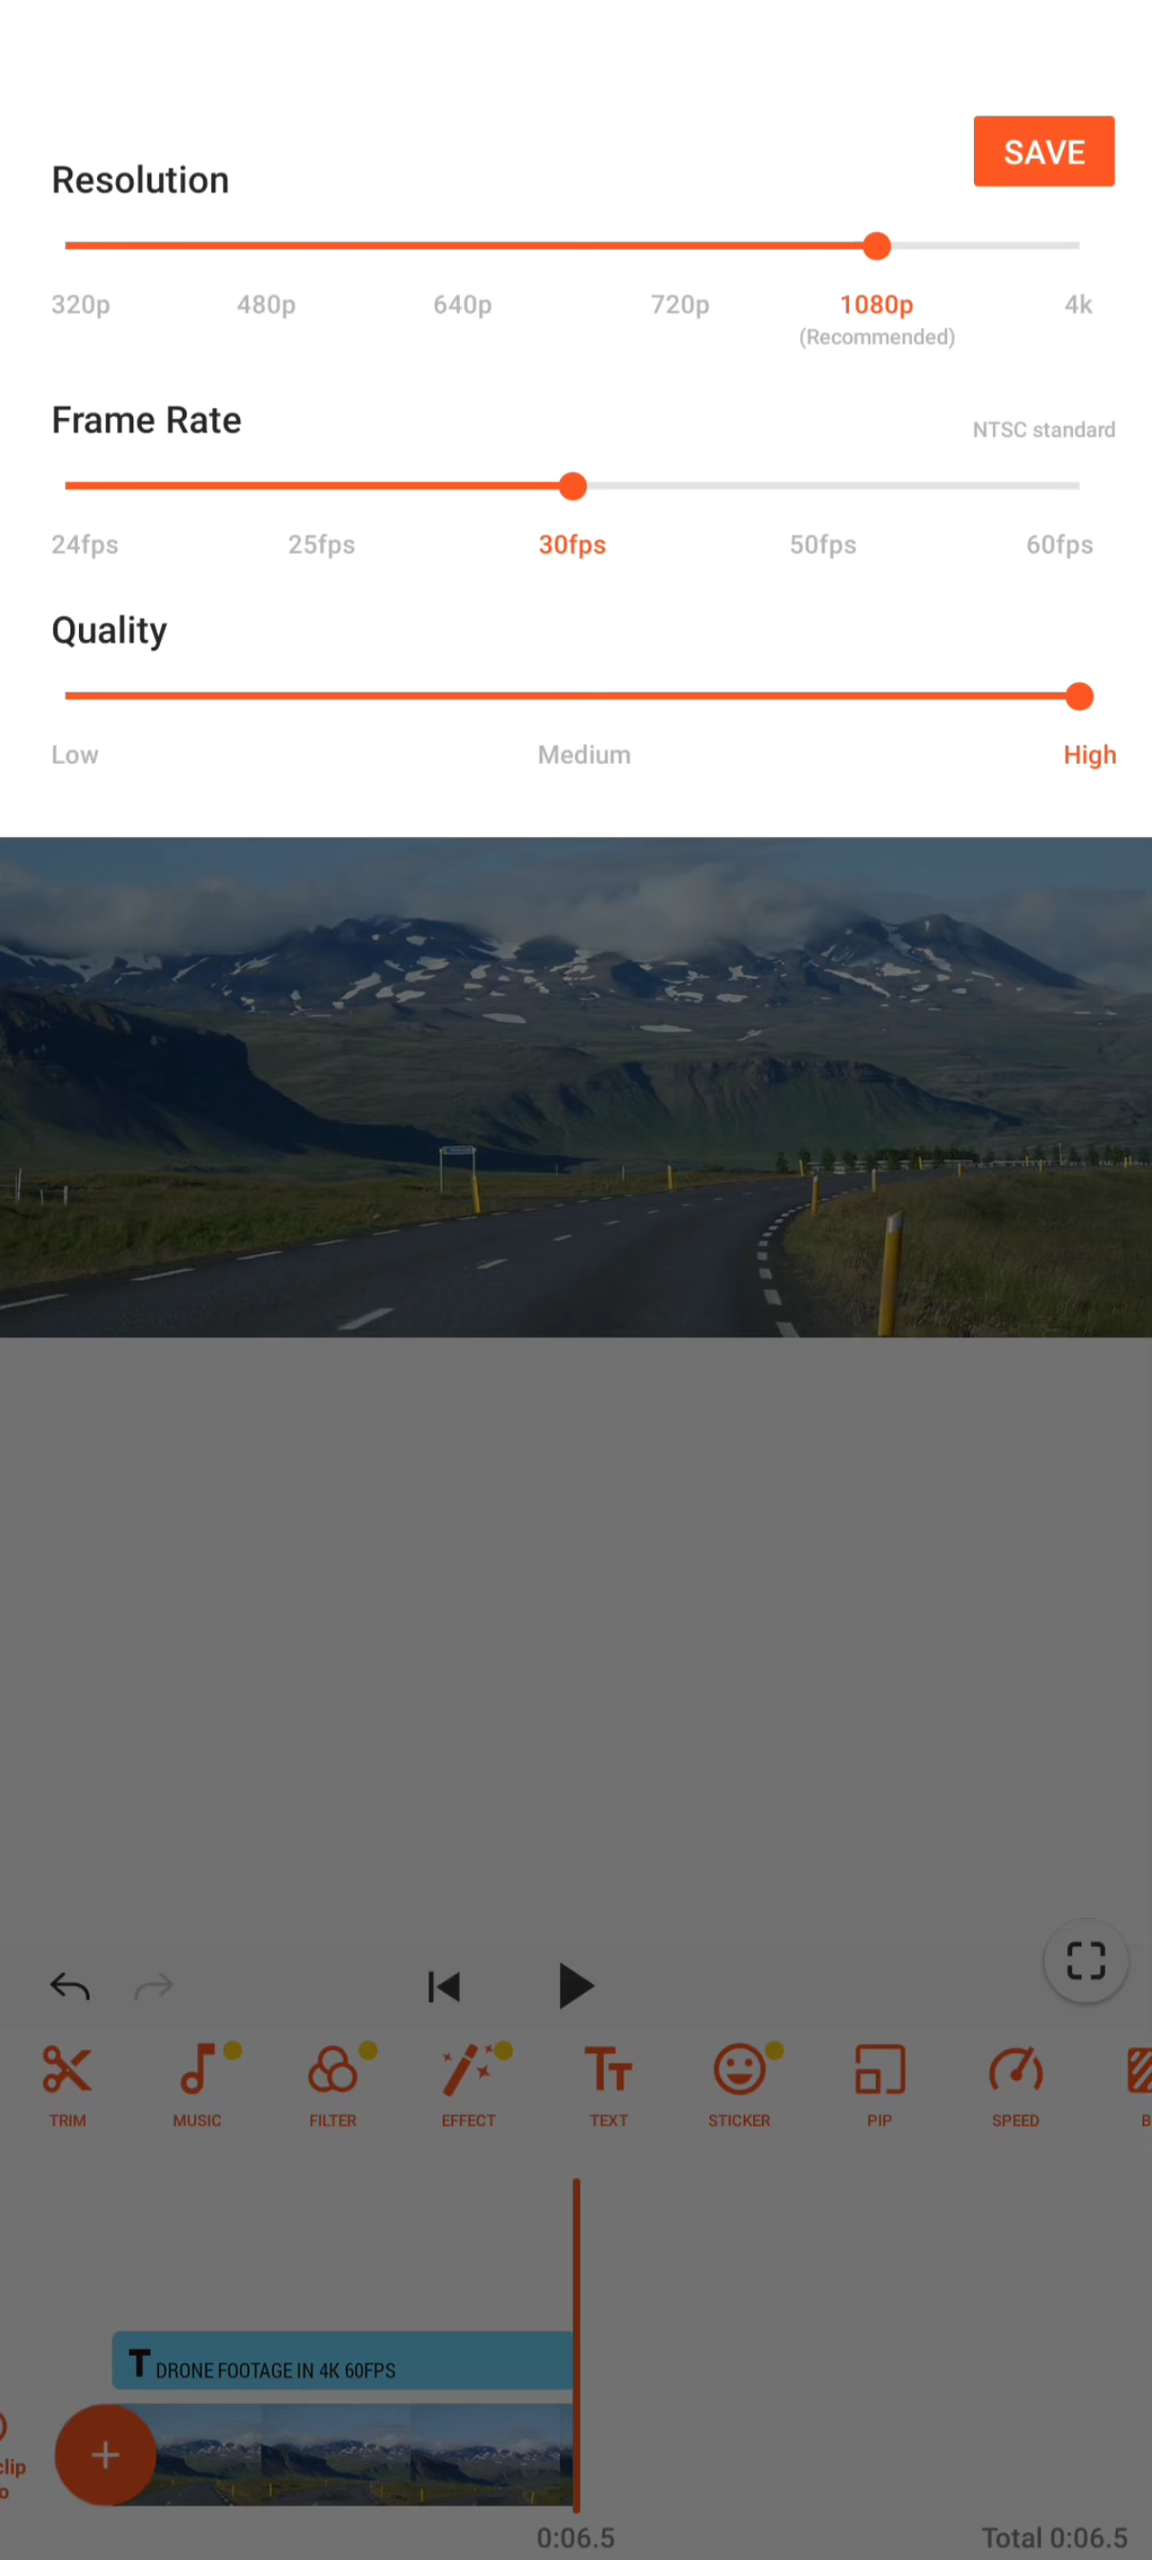 SAVE
Resolution
320p 480p 640p 720p 1080p 4k
(Recommended)
Frame Rate
NTSC standard
24fps 25fps 30fps 50fps 60fps
Quality
Low Medium High
TRIM MUSIC FILTER EFFECT TEXT STICKER PIP SPEED B
T DRONE FOOTAGE IN 4K 60FPS
clip
o
0:06.5 Total 0:06.5